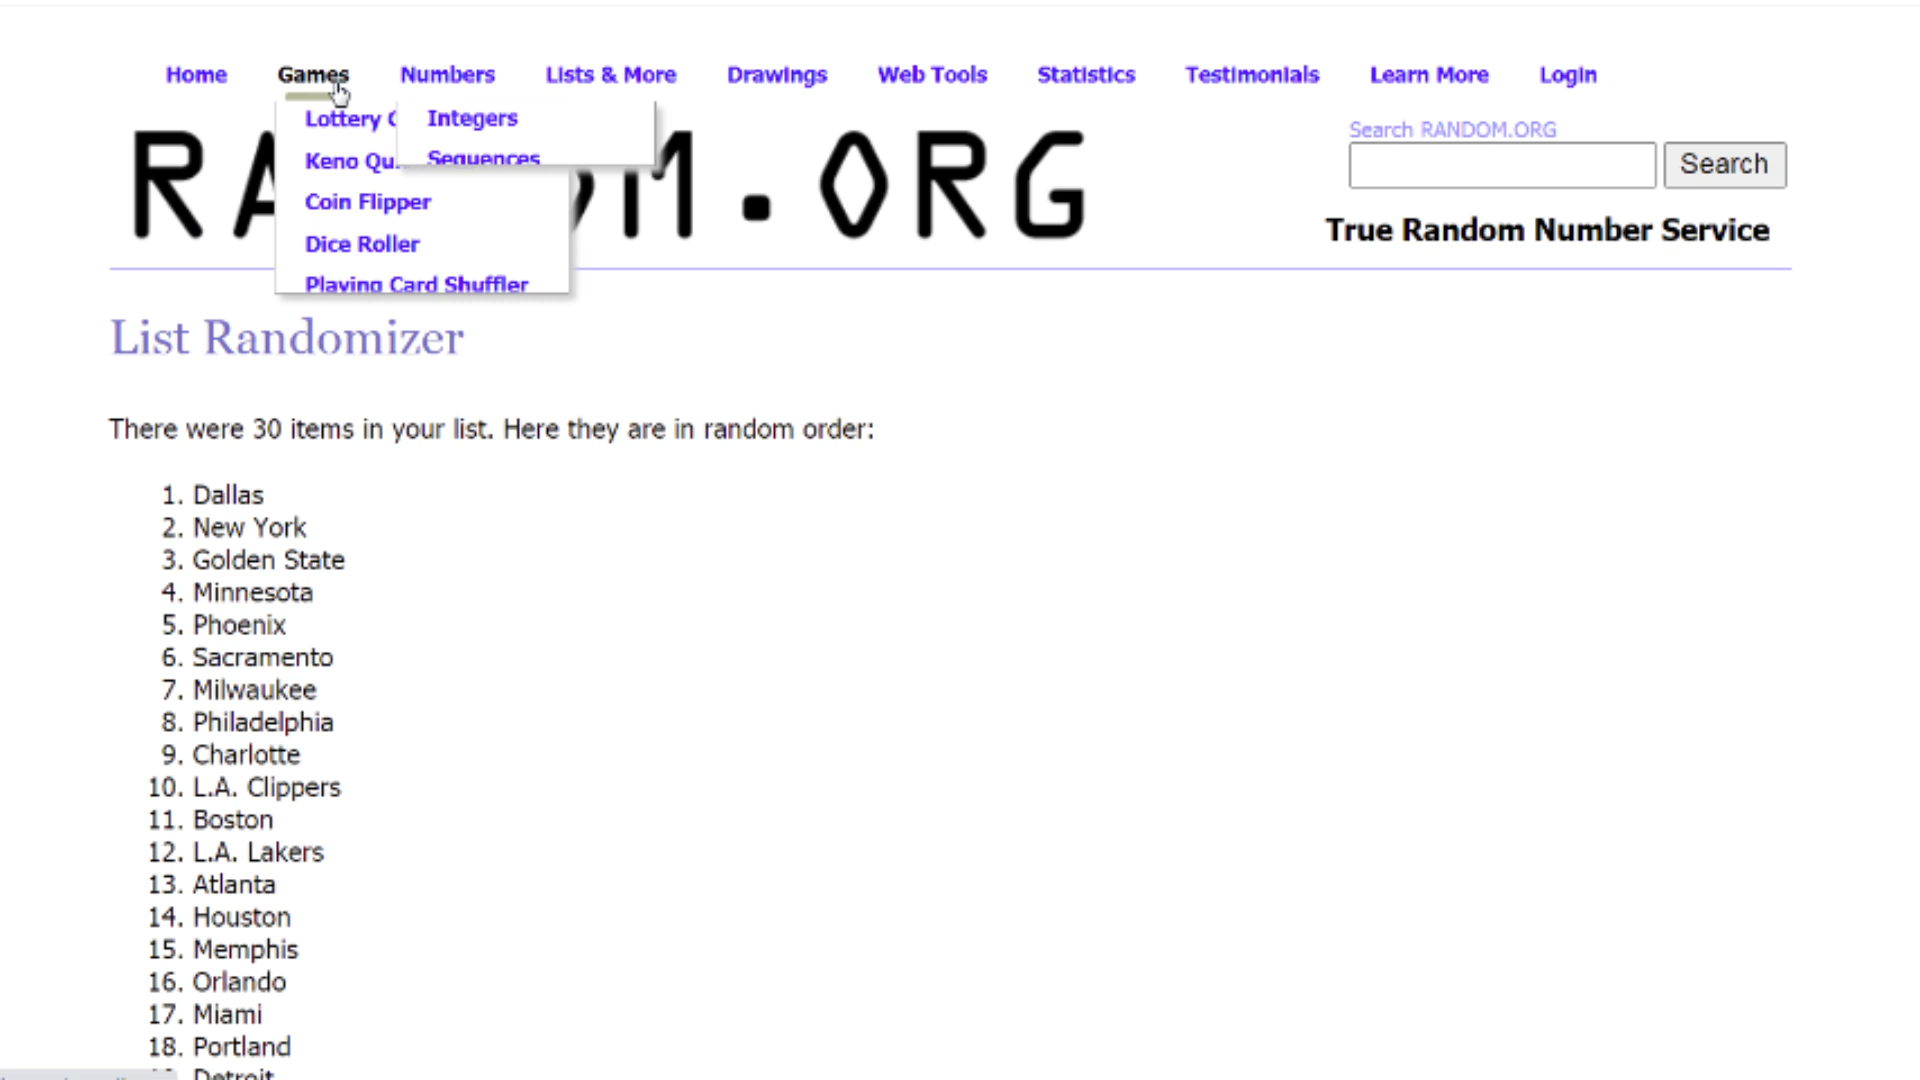 Home Games Numbers Lists & More Drawings Web Tools Statistics Testimonials Learn More Login
Lottery
Keno
Coin Flipper
Dice Roller
Playing Card Shuffler
Integers
Sequences
RANDOM.ORG
Search RANDOM.ORG
Search
True Random Number Service
List Randomizer
There were 30 items in your list. Here they are in random order:
1. Dallas
2. New York
3. Golden State
4. Minnesota
5. Phoenix
6. Sacramento
7. Milwaukee
8. Philadelphia
9. Charlotte
10. L.A. Clippers
11. Boston
12. L.A. Lakers
13. Atlanta
14. Houston
15. Memphis
16. Orlando
17. Miami
18. Portland
Detroit